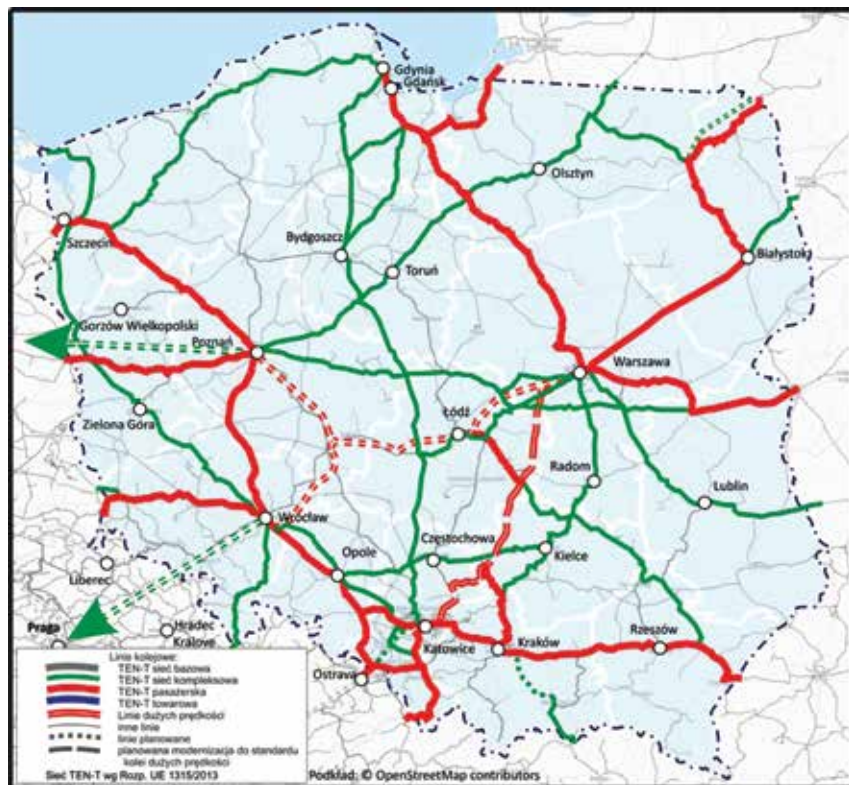 Gdynia
Gdańsk
Olsztyn
Szczecin
Bydgoszcz
Białystok
Toruń
Gorzów Wielkopolski
Poznań
Warszawa
Zielona Góra
Łódź
Radom
Lublin
Wrocław
Opole
Częstochowa
Kielce
Liberec
Praga
Hradec
Králove
Katowice
Kraków
Rzeszów
Ostrava
Linie kolejowe:
TEN-T sieć bazowa
TEN-T sieć kompleksowa
TEN-T pasażerska
TEN-T towarowa
Linie dużych prędkości
inne linie
linie planowane
planowana modernizacja do standardu
kolei dużych prędkości
Sieć TEN-T wg Rozp. UE 1315/2013
Podkład: © OpenStreetMap contributors